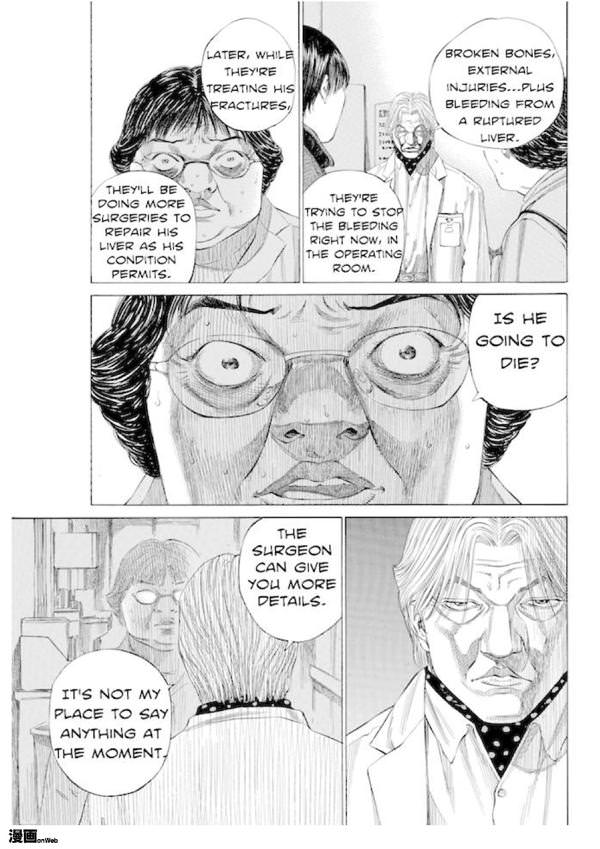 BROKEN BONES,
EXTERNAL
INJURIES...PLUS
BLEEDING FROM
A RUPTURED
LIVER.
THEY'RE
TRYING TO STOP
THE BLEEDING
RIGHT NOW, IN
THE OPERATING
ROOM.
LATER, WHILE
THEY'RE
TREATING HIS
FRACTURES,
THEY'LL BE
DOING MORE
SURGERIES TO
REPAIR HIS
LIVER AS HIS
CONDITION
PERMITS.
IS HE
GOING TO
DIE?
THE
SURGEON
CAN GIVE
YOU MORE
DETAILS.
IT'S NOT MY
PLACE TO SAY
ANYTHING AT
THE MOMENT.
漫画onWeb